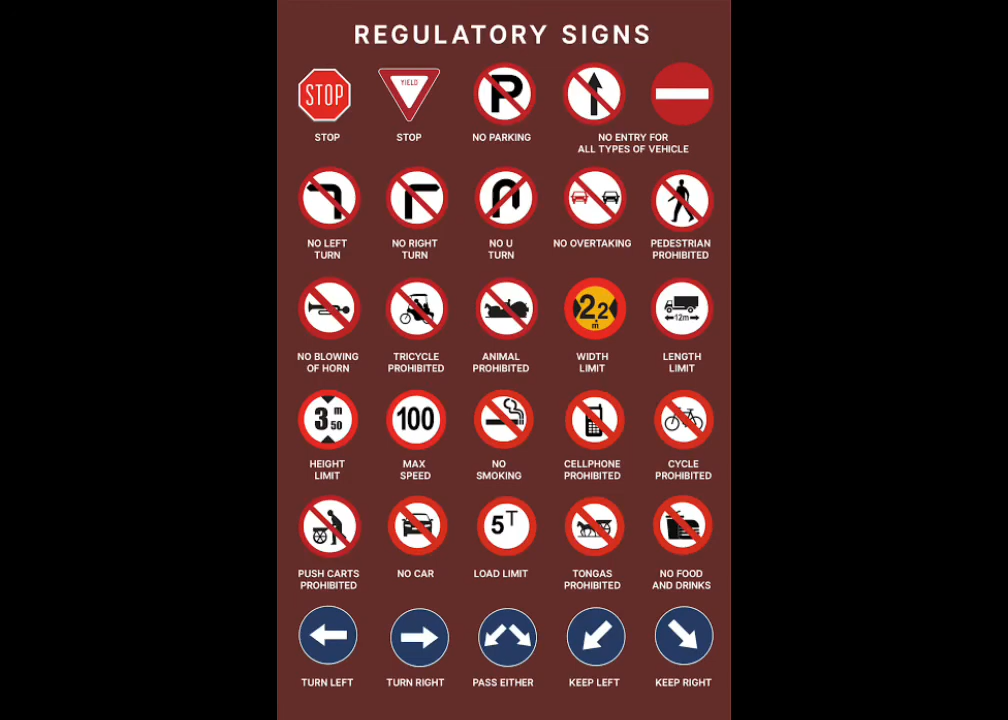 REGULATORY SIGNS
STOP
YIELD
P
STOP
STOP
NO PARKING
NO ENTRY FOR
ALL TYPES OF VEHICLE
NO LEFT
TURN
NO RIGHT
TURN
NO U
TURN
NO OVERTAKING
PEDESTRIAN
PROHIBITED
2.2
m
12m
NO BLOWING
OF HORN
TRICYCLE
PROHIBITED
ANIMAL
PROHIBITED
WIDTH
LIMIT
LENGTH
LIMIT
3 m
50
100
HEIGHT
LIMIT
MAX
SPEED
NO
SMOKING
CELLPHONE
PROHIBITED
CYCLE
PROHIBITED
5T
PUSH CARTS
PROHIBITED
NO CAR
LOAD LIMIT
TONGAS
PROHIBITED
NO FOOD
AND DRINKS
TURN LEFT
TURN RIGHT
PASS EITHER
KEEP LEFT
KEEP RIGHT